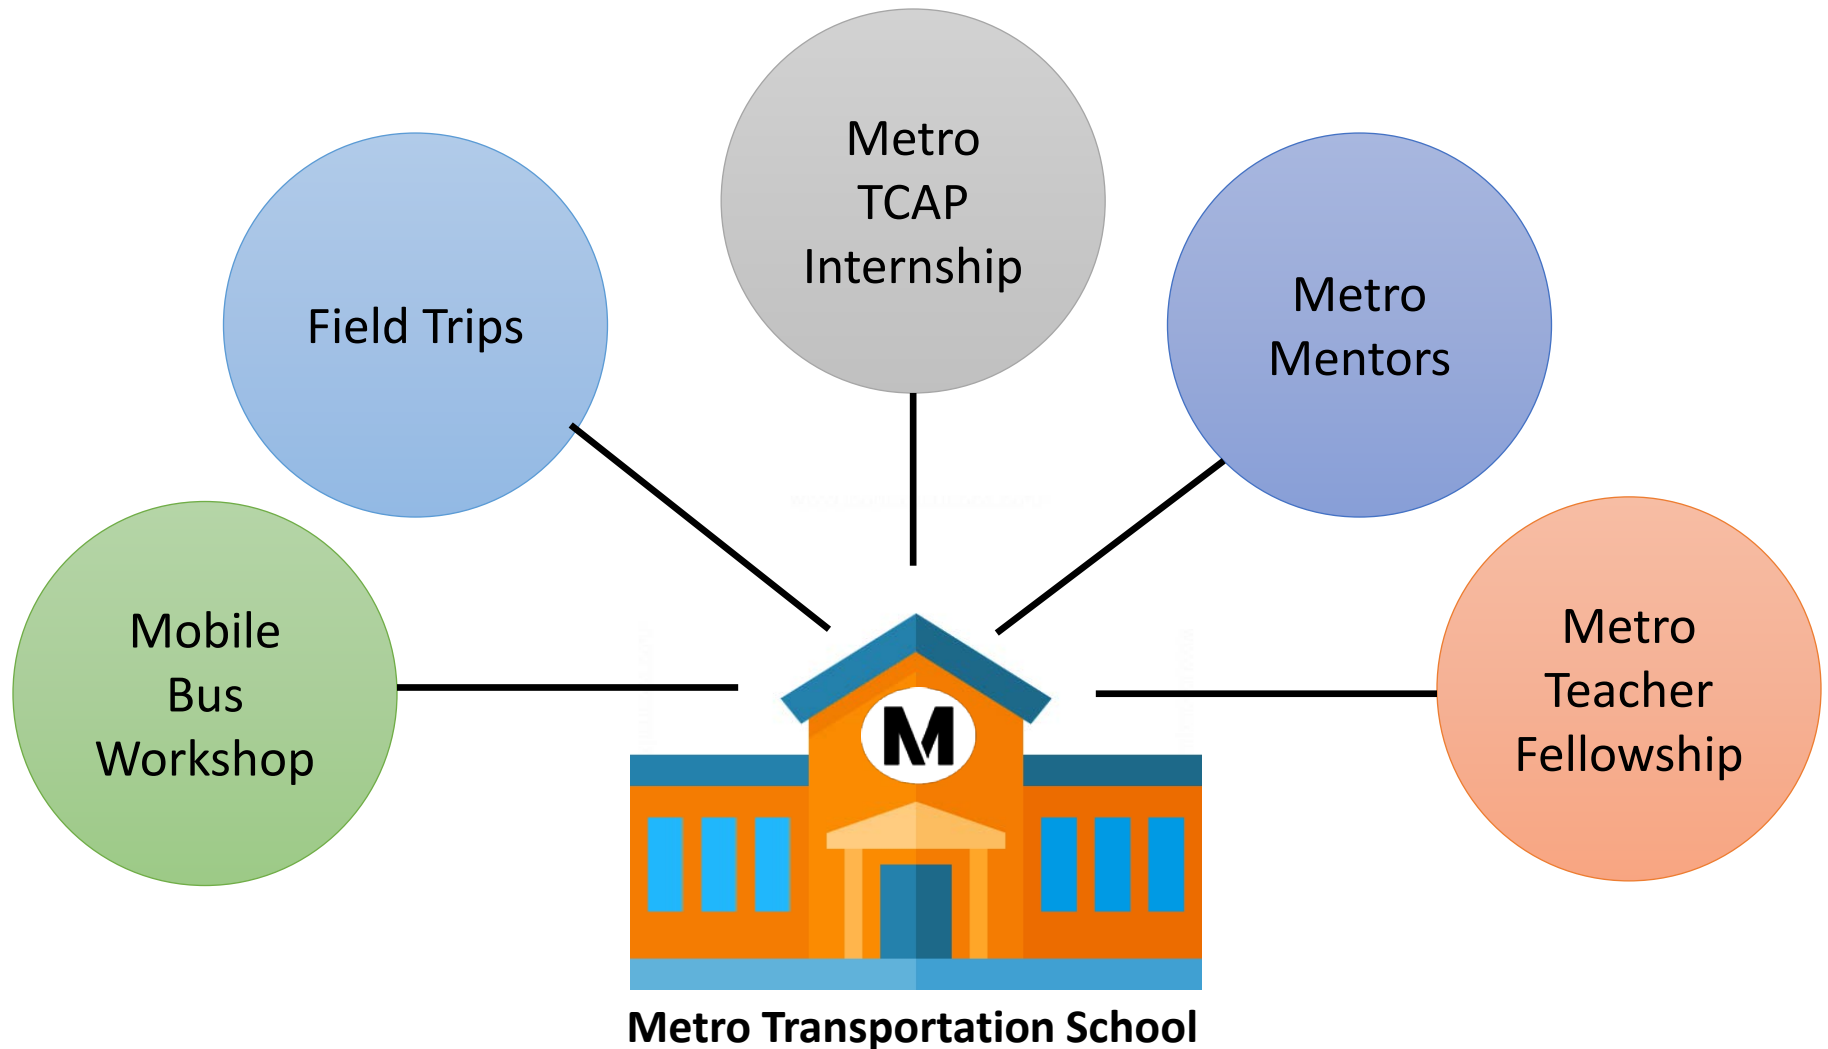 Metro
TCAP
Internship
Field Trips
Metro
Mentors
Mobile
Bus
Workshop
Metro
Teacher
Fellowship
M
Metro Transportation School